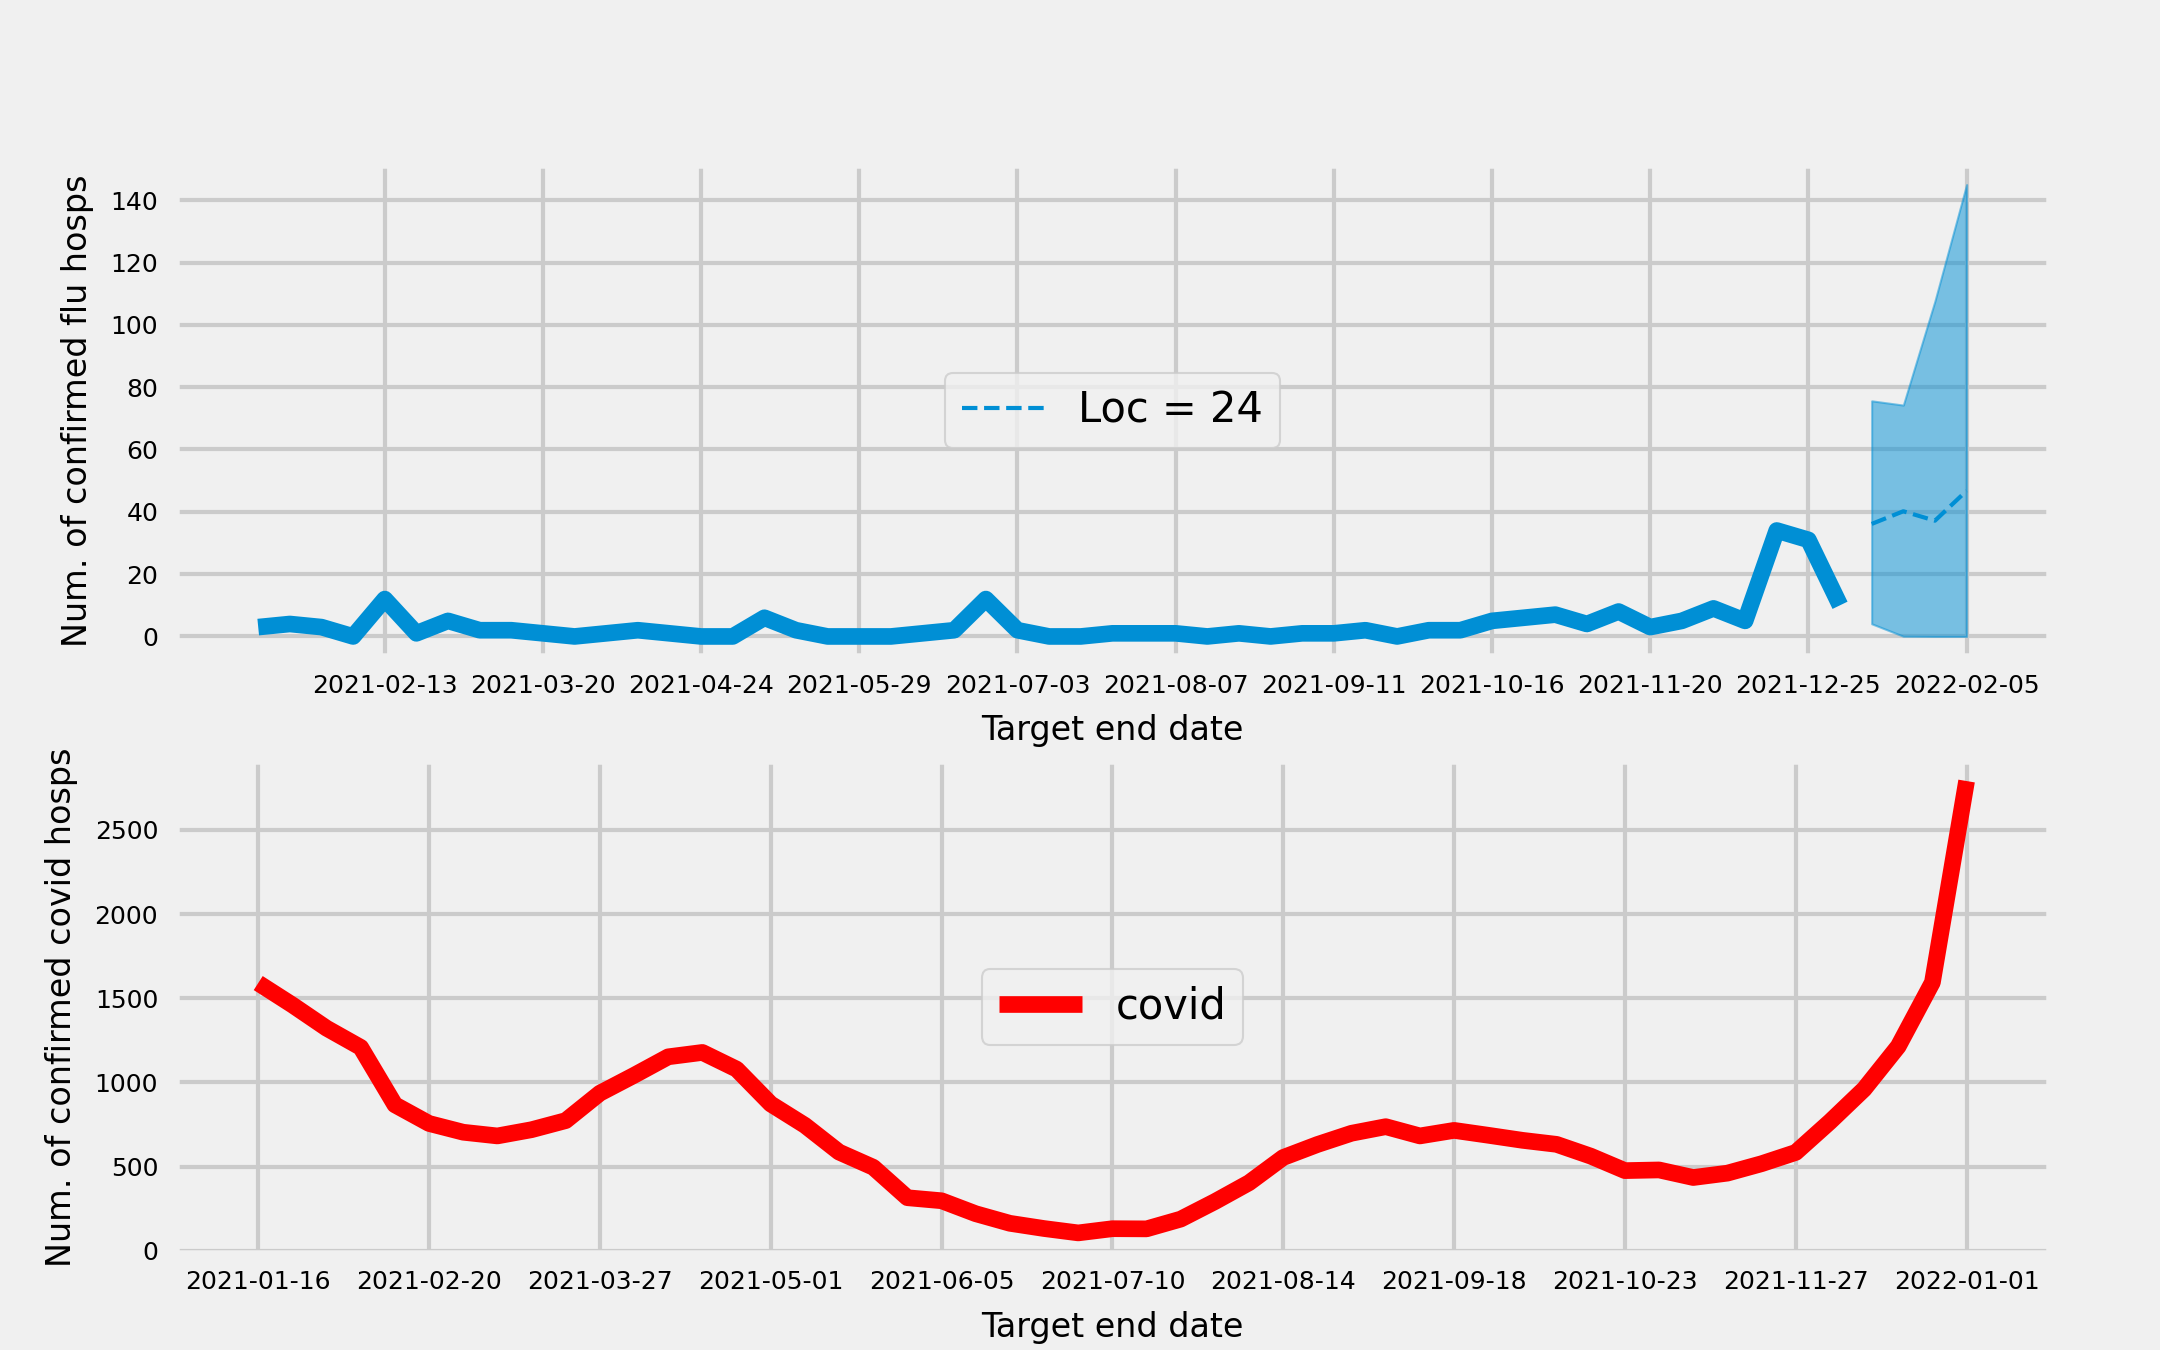 Num. of confirmed flu hosps
140
120
100
80
60
40
20
0
Loc = 24
2021-02-13 2021-03-20 2021-04-24 2021-05-29 2021-07-03 2021-08-07 2021-09-11 2021-10-16 2021-11-20 2021-12-25 2022-02-05
Target end date
Num. of confirmed covid hosps
2500
2000
1500
1000
500
0
covid
2021-01-16 2021-02-20 2021-03-27 2021-05-01 2021-06-05 2021-07-10 2021-08-14 2021-09-18 2021-10-23 2021-11-27 2022-01-01
Target end date